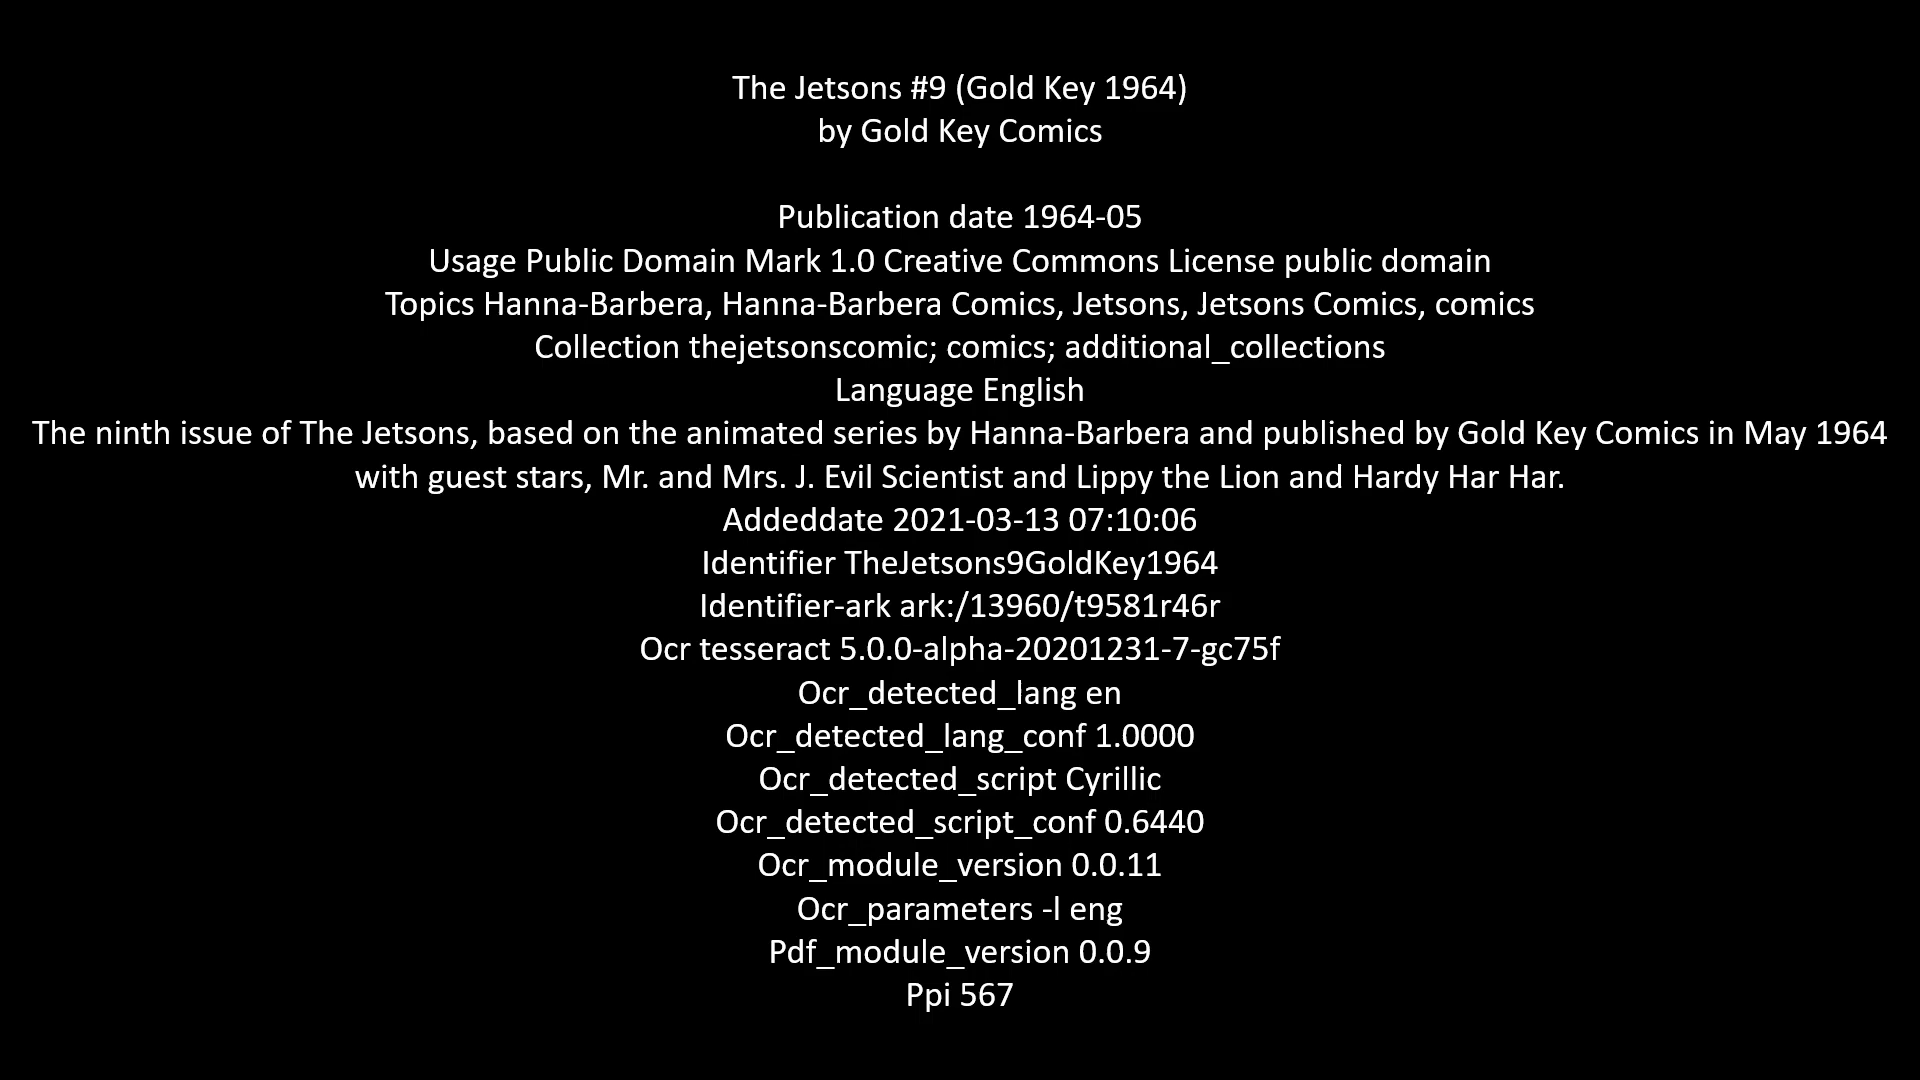 The Jetsons #9 (Gold Key 1964)
by Gold Key Comics
Publication date 1964-05
Usage Public Domain Mark 1.0 Creative Commons License public domain
Topics Hanna-Barbera, Hanna-Barbera Comics, Jetsons, Jetsons Comics, comics
Collection thejetsonscomic; comics; additional_collections
Language English
The ninth issue of The Jetsons, based on the animated series by Hanna-Barbera and published by Gold Key Comics in May 1964
with guest stars, Mr. and Mrs. J. Evil Scientist and Lippy the Lion and Hardy Har Har.
Addeddate 2021-03-13 07:10:06
Identifier TheJetsons9GoldKey1964
Identifier-ark ark:/13960/t9581r46r
Ocr tesseract 5.0.0-alpha-20201231-7-gc75f
Ocr_detected_lang en
Ocr_detected_lang_conf 1.0000
Ocr_detected_script Cyrillic
Ocr_detected_script_conf 0.6440
Ocr_module_version 0.0.11
Ocr_parameters -l eng
Pdf_module_version 0.0.9
Ppi 567